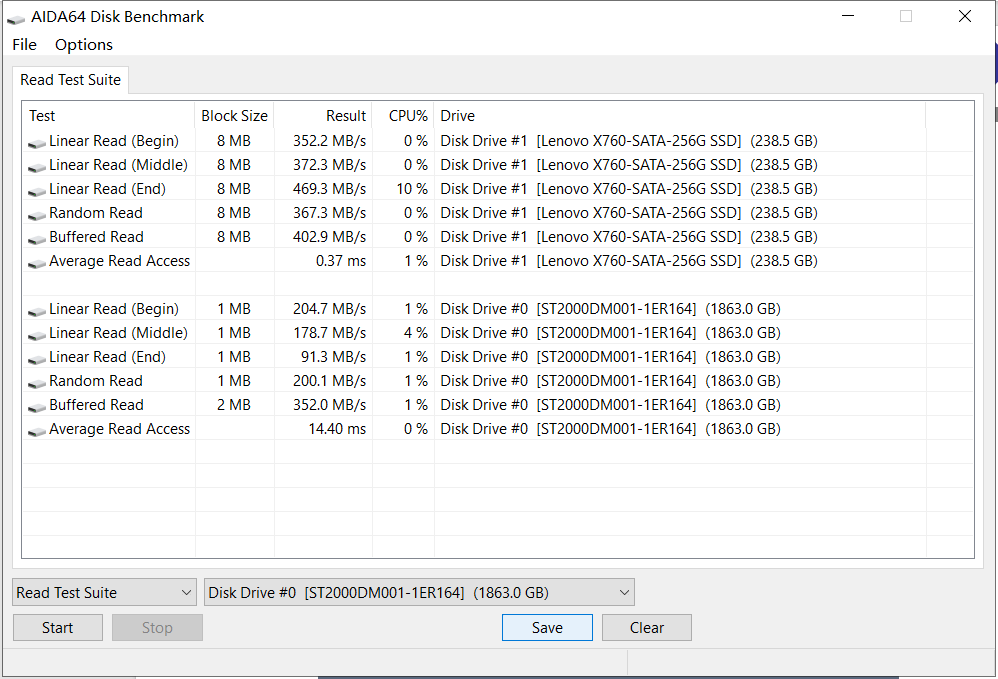 AIDA64 Disk Benchmark
File Options
Read Test Suite
Test Block Size Result CPU% Drive
Linear Read (Begin) 8 MB 352.2 MB/s 0 % Disk Drive #1 [Lenovo X760-SATA-256G SSD] (238.5 GB)
Linear Read (Middle) 8 MB 372.3 MB/s 0 % Disk Drive #1 [Lenovo X760-SATA-256G SSD] (238.5 GB)
Linear Read (End) 8 MB 469.3 MB/s 10 % Disk Drive #1 [Lenovo X760-SATA-256G SSD] (238.5 GB)
Random Read 8 MB 367.3 MB/s 0 % Disk Drive #1 [Lenovo X760-SATA-256G SSD] (238.5 GB)
Buffered Read 8 MB 402.9 MB/s 0 % Disk Drive #1 [Lenovo X760-SATA-256G SSD] (238.5 GB)
Average Read Access 0.37 ms 1 % Disk Drive #1 [Lenovo X760-SATA-256G SSD] (238.5 GB)
Linear Read (Begin) 1 MB 204.7 MB/s 1 % Disk Drive #0 [ST2000DM001-1ER164] (1863.0 GB)
Linear Read (Middle) 1 MB 178.7 MB/s 4 % Disk Drive #0 [ST2000DM001-1ER164] (1863.0 GB)
Linear Read (End) 1 MB 91.3 MB/s 1 % Disk Drive #0 [ST2000DM001-1ER164] (1863.0 GB)
Random Read 1 MB 200.1 MB/s 1 % Disk Drive #0 [ST2000DM001-1ER164] (1863.0 GB)
Buffered Read 2 MB 352.0 MB/s 1 % Disk Drive #0 [ST2000DM001-1ER164] (1863.0 GB)
Average Read Access 14.40 ms 0 % Disk Drive #0 [ST2000DM001-1ER164] (1863.0 GB)
Read Test Suite Disk Drive #0 [ST2000DM001-1ER164] (1863.0 GB)
Start Stop Save Clear